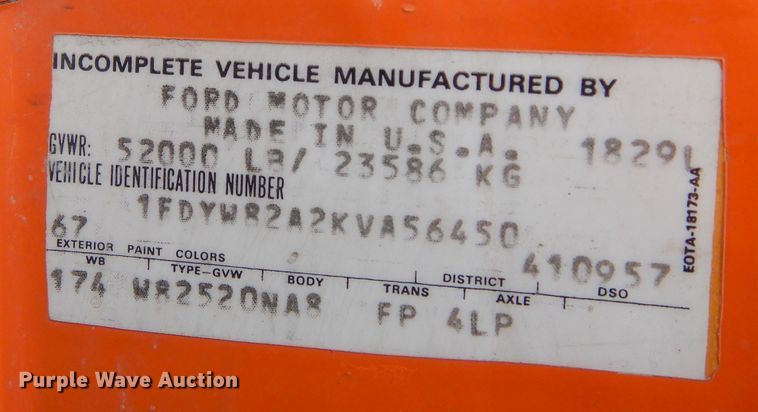 INCOMPLETE VEHICLE MANUFACTURED BY
FORD MOTOR COMPANY
MADE IN U.S.A.
18291
GVWR: 52000 LB/ 23586 KG
VEHICLE IDENTIFICATION NUMBER
1FDYW82A2KVA56450
67
410957
EXTERIOR PAINT COLORS DISTRICT DSO
WB TYPE-GVW BODY TRANS AXLE
174 W82520NA8 FP 4LP
EOTA-18173-AA
Purple Wave Auction